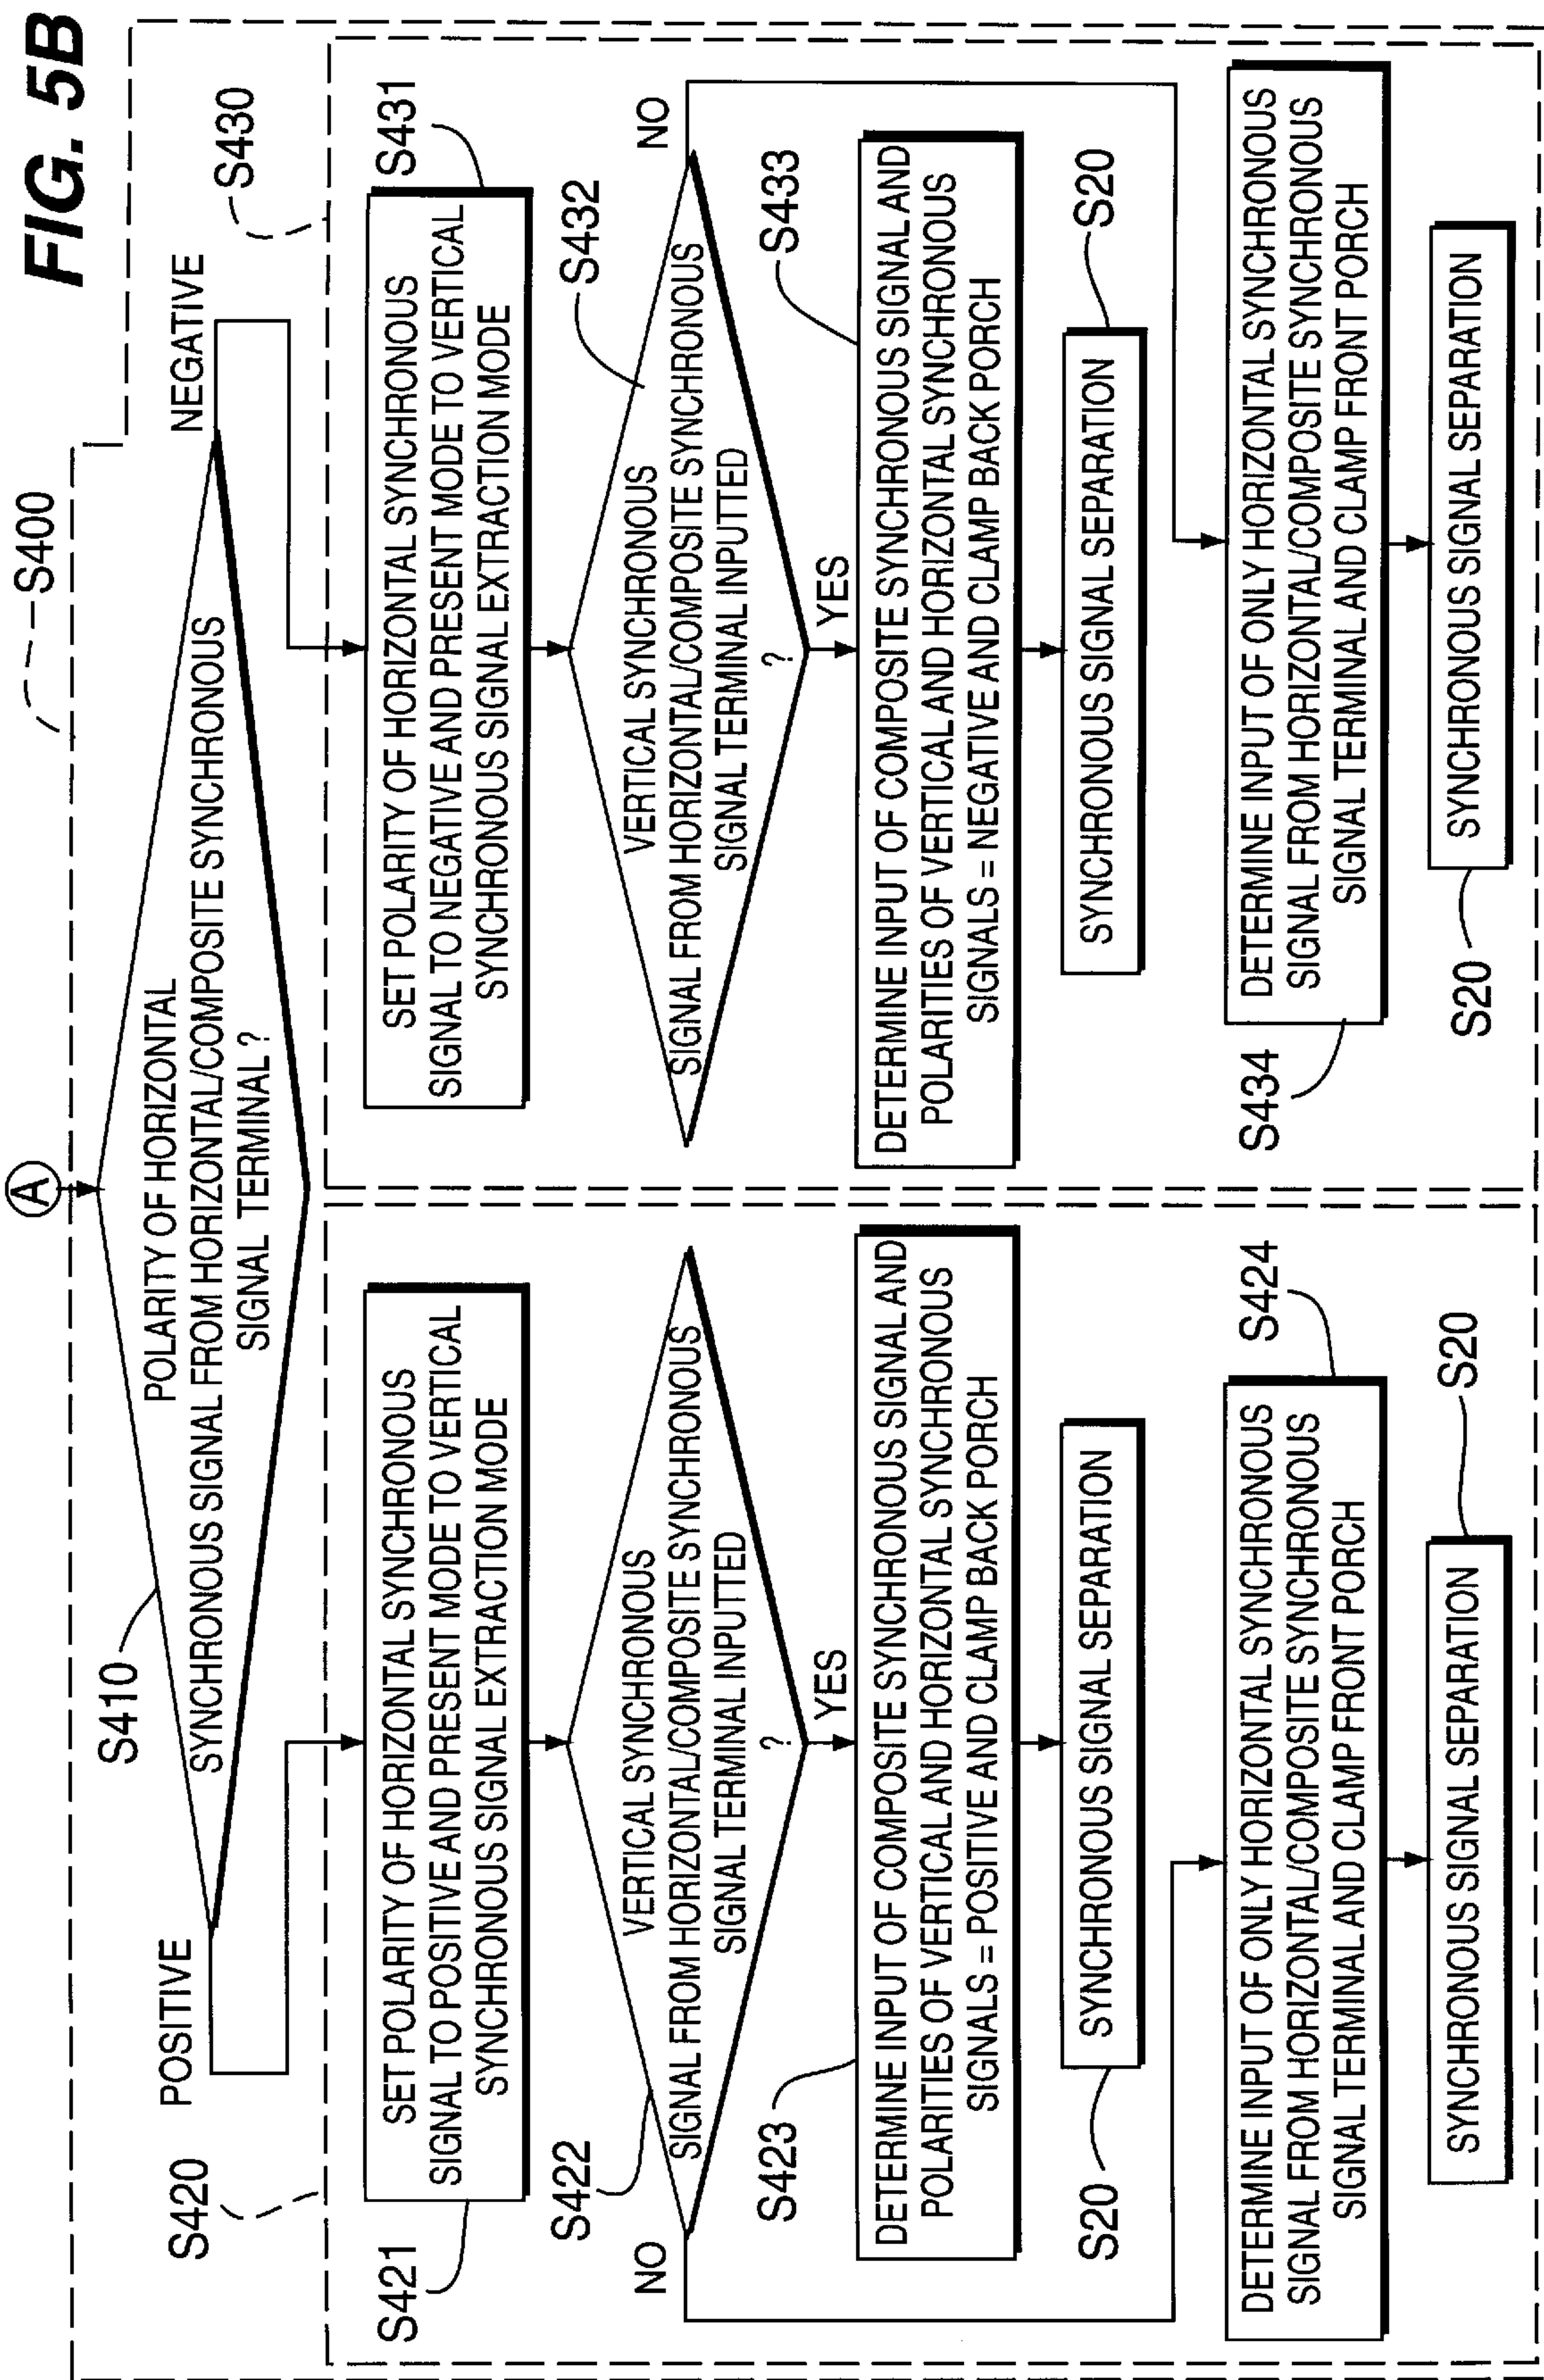 FIG. 5B
S400
A
S410
POLARITY OF HORIZONTAL
SYNCHRONOUS SIGNAL FROM HORIZONTAL/COMPOSITE SYNCHRONOUS
SIGNAL TERMINAL ?
POSITIVE
NEGATIVE
S420
S421
SET POLARITY OF HORIZONTAL SYNCHRONOUS
SIGNAL TO POSITIVE AND PRESENT MODE TO VERTICAL
SYNCHRONOUS SIGNAL EXTRACTION MODE
S422
VERTICAL SYNCHRONOUS
SIGNAL FROM HORIZONTAL/COMPOSITE SYNCHRONOUS
SIGNAL TERMINAL INPUTTED
?
NO
YES
S423
DETERMINE INPUT OF COMPOSITE SYNCHRONOUS SIGNAL AND
POLARITIES OF VERTICAL AND HORIZONTAL SYNCHRONOUS
SIGNALS = POSITIVE AND CLAMP BACK PORCH
S20
SYNCHRONOUS SIGNAL SEPARATION
S424
DETERMINE INPUT OF ONLY HORIZONTAL SYNCHRONOUS
SIGNAL FROM HORIZONTAL/COMPOSITE SYNCHRONOUS
SIGNAL TERMINAL AND CLAMP FRONT PORCH
S20
SYNCHRONOUS SIGNAL SEPARATION
S430
S431
SET POLARITY OF HORIZONTAL SYNCHRONOUS
SIGNAL TO NEGATIVE AND PRESENT MODE TO VERTICAL
SYNCHRONOUS SIGNAL EXTRACTION MODE
S432
VERTICAL SYNCHRONOUS
SIGNAL FROM HORIZONTAL/COMPOSITE SYNCHRONOUS
SIGNAL TERMINAL INPUTTED
?
NO
YES
S433
DETERMINE INPUT OF COMPOSITE SYNCHRONOUS SIGNAL AND
POLARITIES OF VERTICAL AND HORIZONTAL SYNCHRONOUS
SIGNALS = NEGATIVE AND CLAMP BACK PORCH
S20
SYNCHRONOUS SIGNAL SEPARATION
S434
DETERMINE INPUT OF ONLY HORIZONTAL SYNCHRONOUS
SIGNAL FROM HORIZONTAL/COMPOSITE SYNCHRONOUS
SIGNAL TERMINAL AND CLAMP FRONT PORCH
S20
SYNCHRONOUS SIGNAL SEPARATION